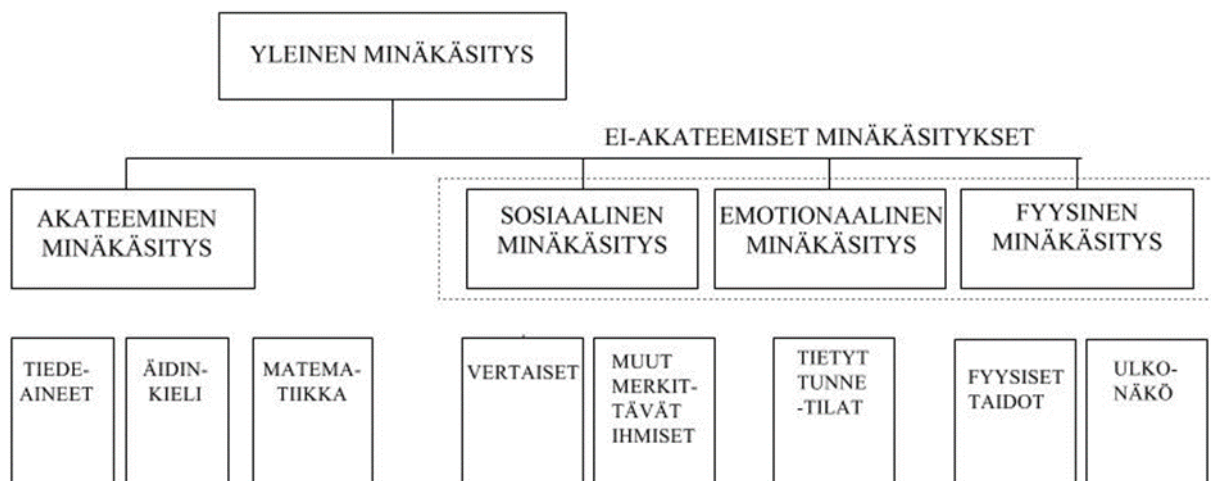 YLEINEN MINÄKÄSITYS
EI-AKATEEMISET MINÄKÄSITYKSET
AKATEEMINEN
MINÄKÄSITYS
SOSIAALINEN
MINÄKÄSITYS
EMOTIONAALINEN
MINÄKÄSITYS
FYYSINEN
MINÄKÄSITYS
TIEDE-
AINEET
ÄIDIN-
KIELI
MATEMA-
TIIKKA
VERTAISET
MUUT
MERKIT-
TÄVÄT
IHMISET
TIETYT
TUNNE
-TILAT
FYYSISET
TAIDOT
ULKO-
NÄKÖ